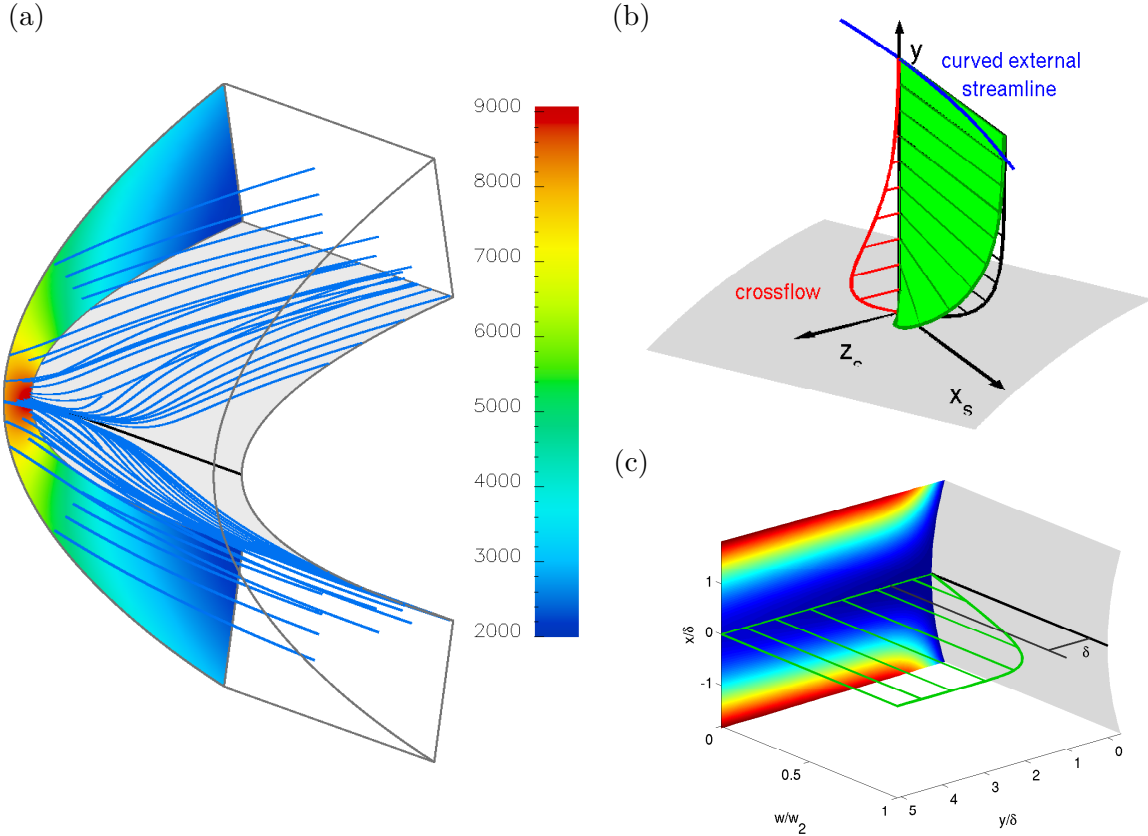 (a)
9000
8000
7000
6000
5000
4000
3000
2000
(b)
y
curved external
streamline
crossflow
x_s
(c)
1
0
-1
x/δ
δ
0
0.5
1
w/w_2
5
4
3
2
1
0
y/δ